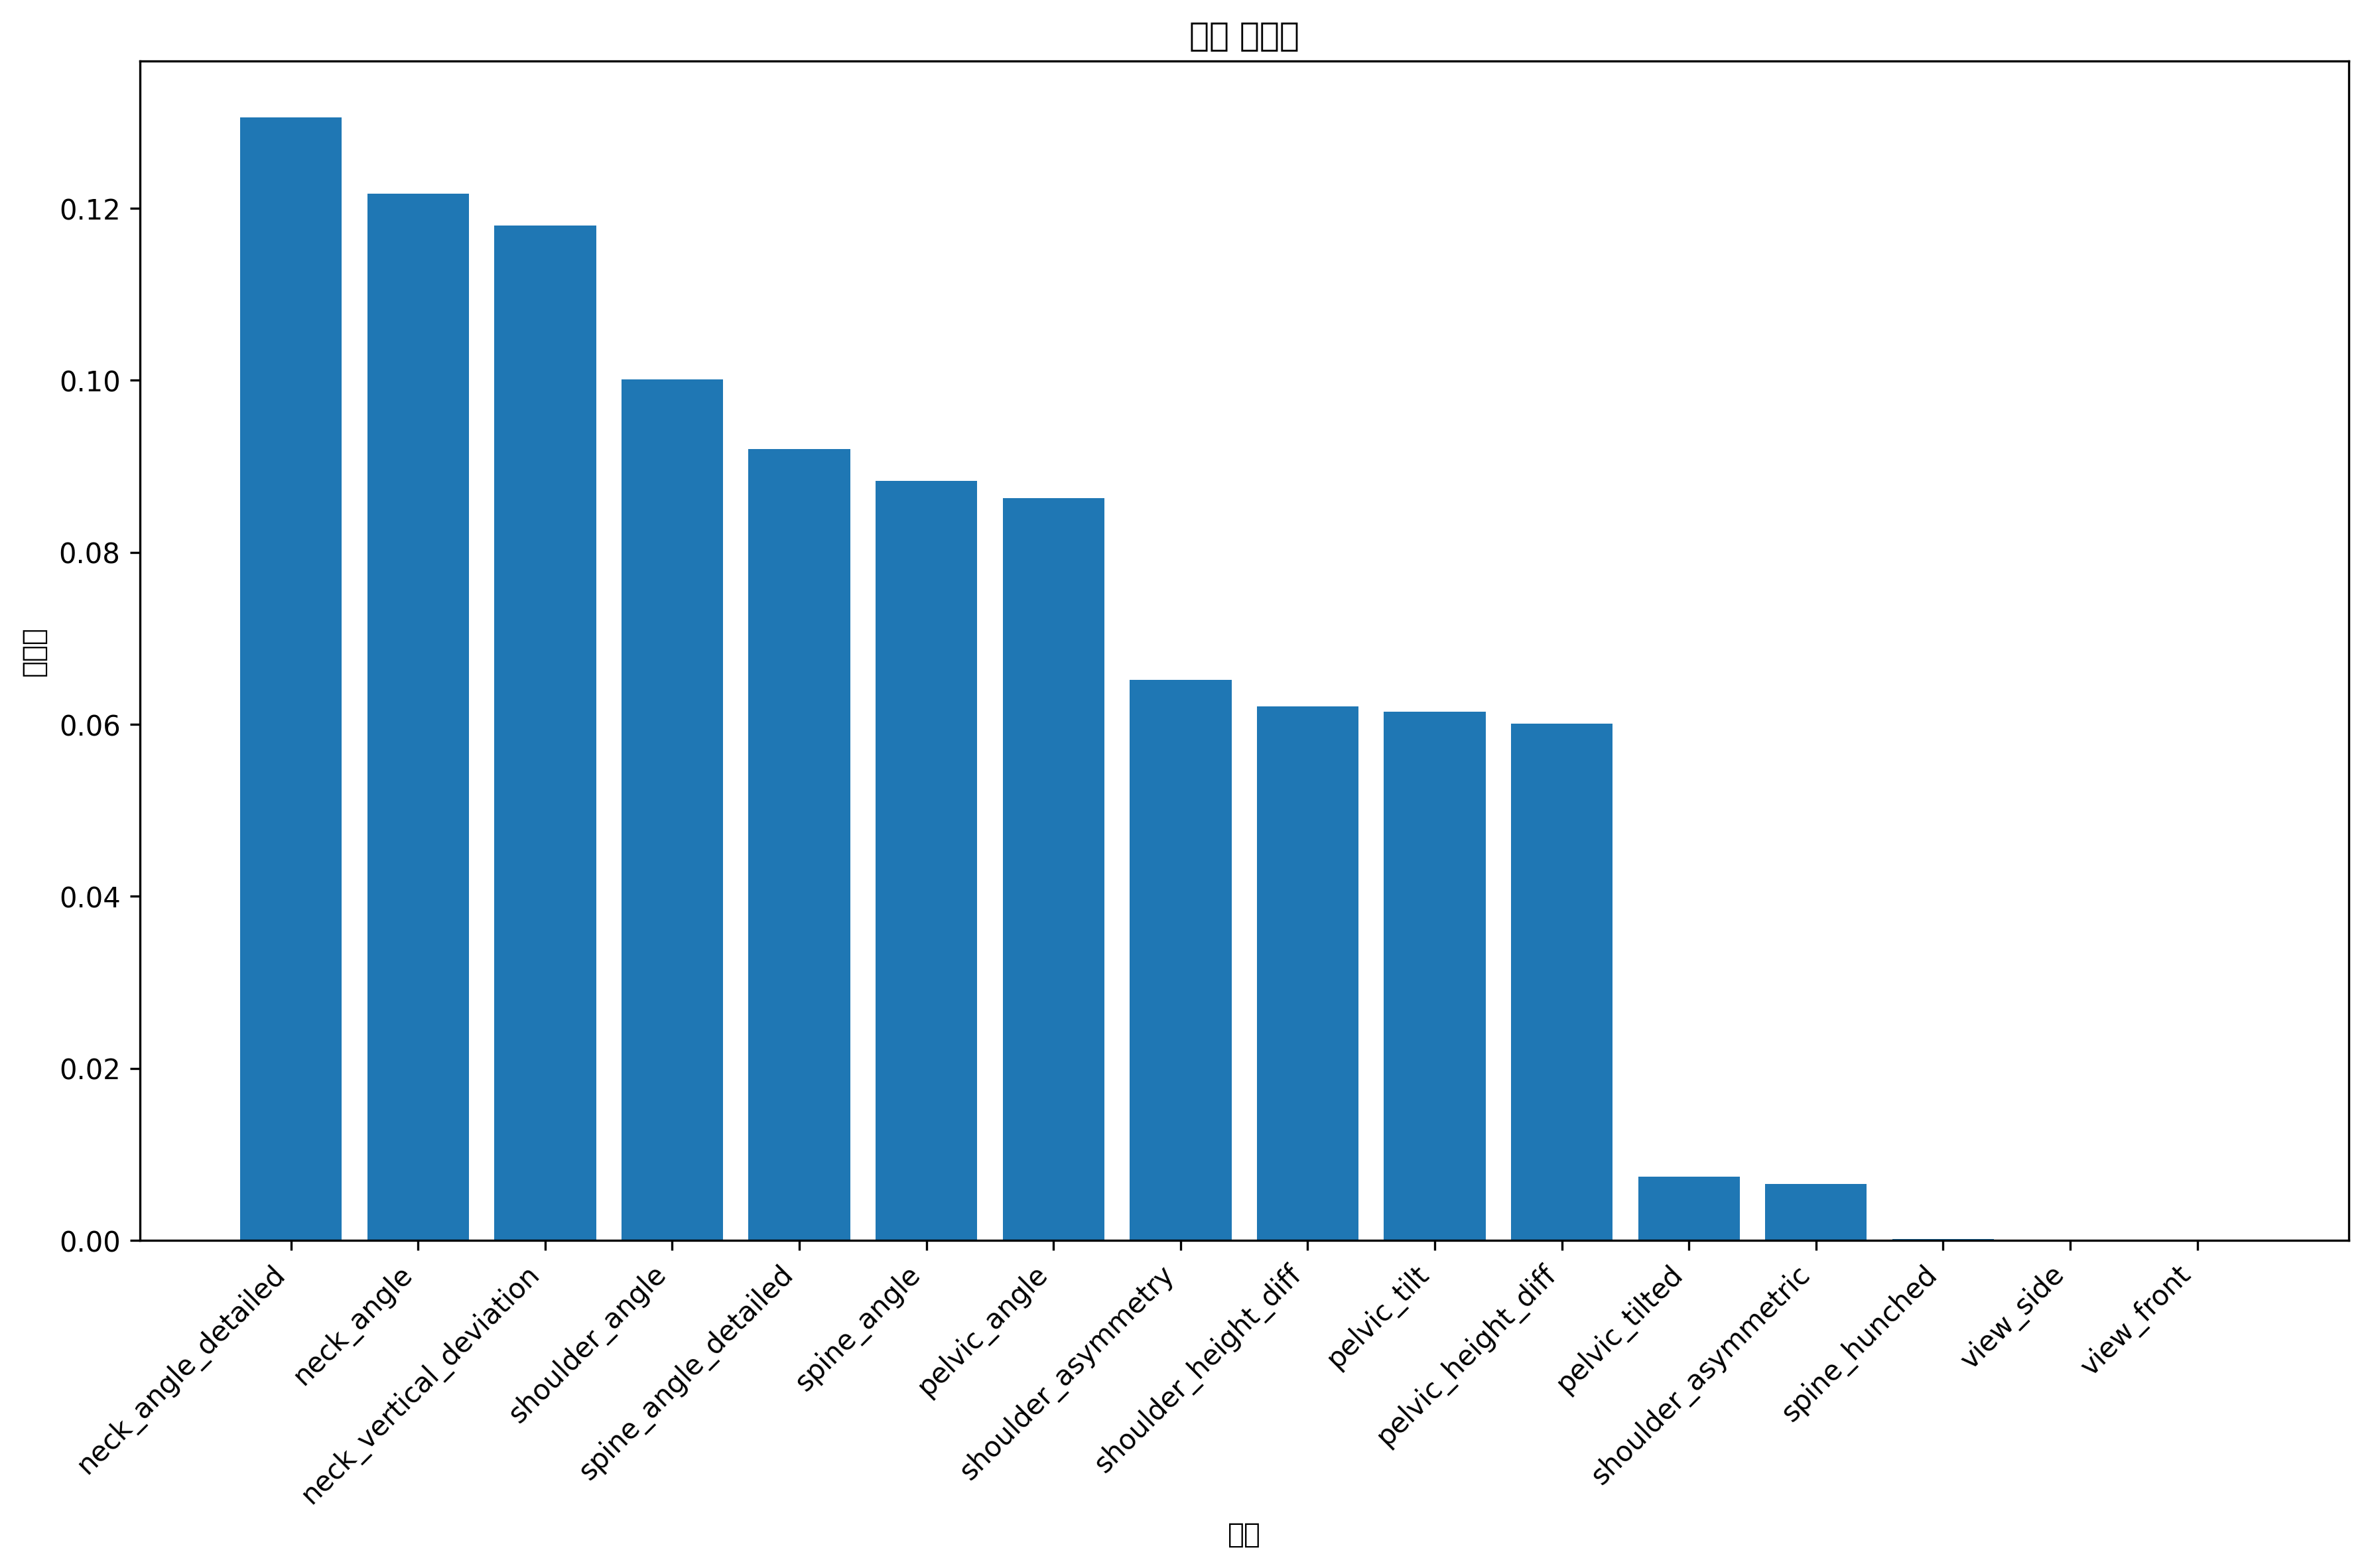 0.12
0.10
0.08
0.06
0.04
0.02
0.00
neck_angle_detailed
neck_angle
neck_vertical_deviation
shoulder_angle
spine_angle_detailed
spine_angle
pelvic_angle
shoulder_asymmetry
shoulder_height_diff
pelvic_tilt
pelvic_height_diff
pelvic_tilted
shoulder_asymmetric
spine_hunched
view_side
view_front